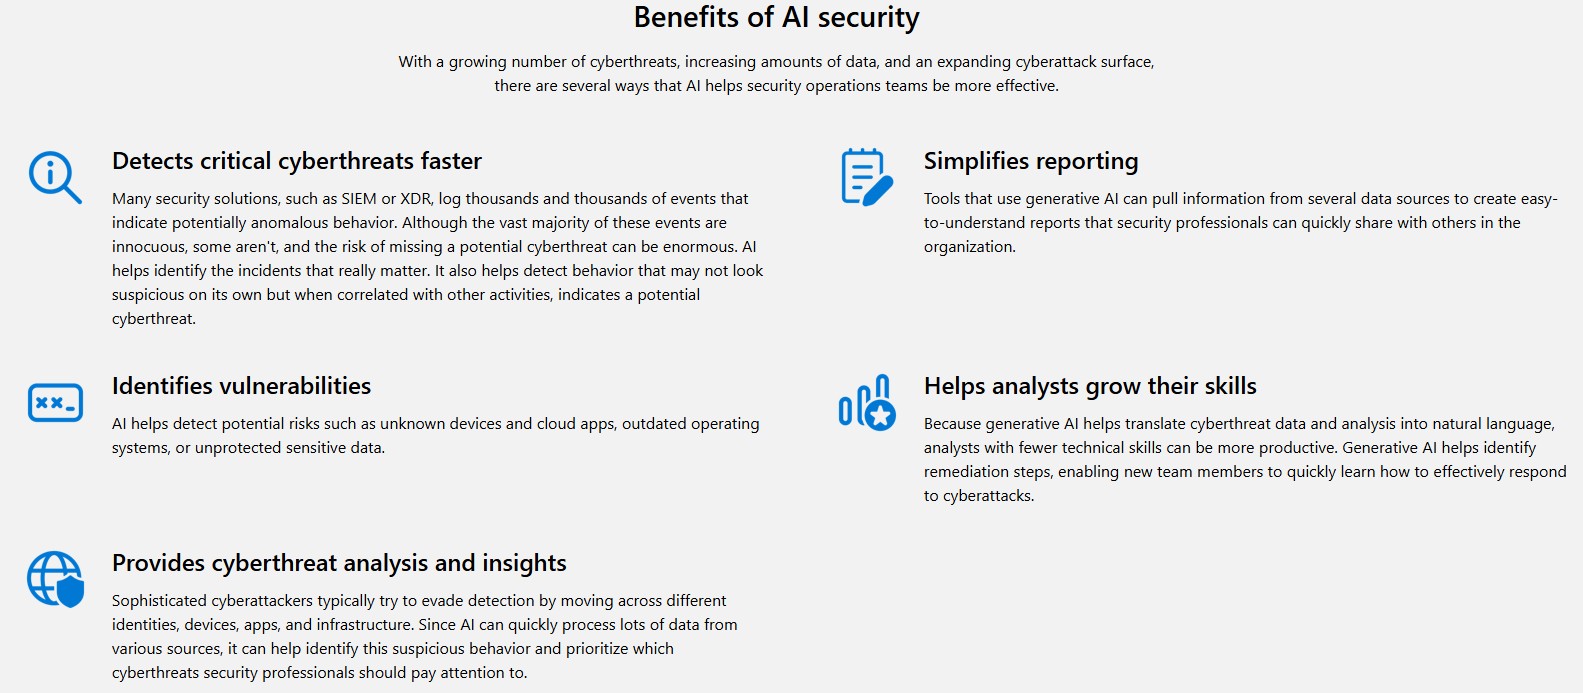 Benefits of AI security
With a growing number of cyberthreats, increasing amounts of data, and an expanding cyberattack surface,
there are several ways that AI helps security operations teams be more effective.
Detects critical cyberthreats faster
Many security solutions, such as SIEM or XDR, log thousands and thousands of events that
indicate potentially anomalous behavior. Although the vast majority of these events are
innocuous, some aren't, and the risk of missing a potential cyberthreat can be enormous. AI
helps identify the incidents that really matter. It also helps detect behavior that may not look
suspicious on its own but when correlated with other activities, indicates a potential
cyberthreat.
Simplifies reporting
Tools that use generative AI can pull information from several data sources to create easy-
to-understand reports that security professionals can quickly share with others in the
organization.
Identifies vulnerabilities
AI helps detect potential risks such as unknown devices and cloud apps, outdated operating
systems, or unprotected sensitive data.
Helps analysts grow their skills
Because generative AI helps translate cyberthreat data and analysis into natural language,
analysts with fewer technical skills can be more productive. Generative AI helps identify
remediation steps, enabling new team members to quickly learn how to effectively respond
to cyberattacks.
Provides cyberthreat analysis and insights
Sophisticated cyberattackers typically try to evade detection by moving across different
identities, devices, apps, and infrastructure. Since AI can quickly process lots of data from
various sources, it can help identify this suspicious behavior and prioritize which
cyberthreats security professionals should pay attention to.